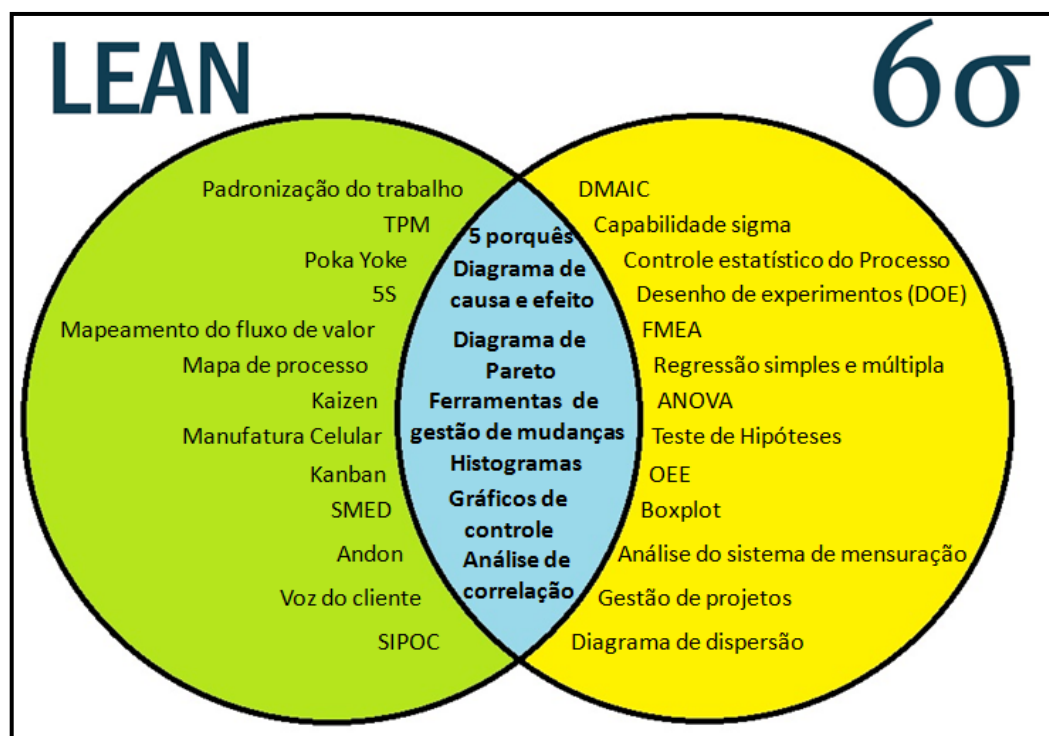 LEAN
6σ
Padronização do trabalho
TPM
Poka Yoke
5S
Mapeamento do fluxo de valor
Mapa de processo
Kaizen
Manufatura Celular
Kanban
SMED
Andon
Voz do cliente
SIPOC
5 porquês
Diagrama de
causa e efeito
Diagrama de
Pareto
Ferramentas de
gestão de mudanças
Histogramas
Gráficos de
controle
Análise de
correlação
DMAIC
Capabilidade sigma
Controle estatístico do Processo
Desenho de experimentos (DOE)
FMEA
Regressão simples e múltipla
ANOVA
Teste de Hipóteses
OEE
Boxplot
Análise do sistema de mensuração
Gestão de projetos
Diagrama de dispersão